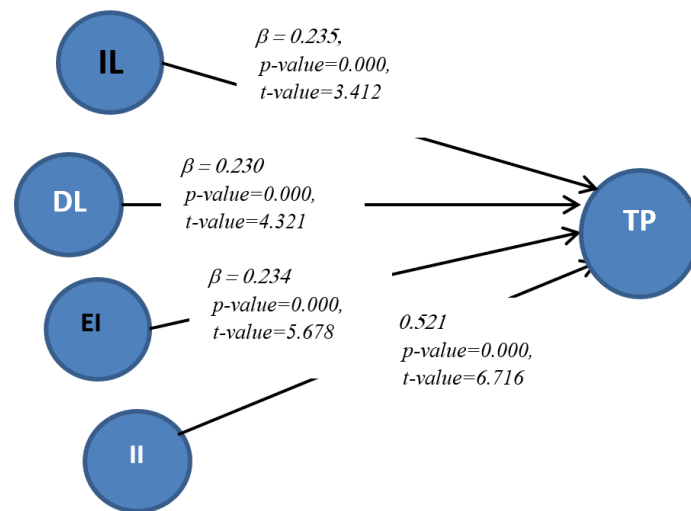 IL
β = 0.235,
p-value=0.000,
t-value=3.412
DL
β = 0.230
p-value=0.000,
t-value=4.321
TP
EI
β = 0.234
p-value=0.000,
t-value=5.678
0.521
p-value=0.000,
t-value=6.716
II